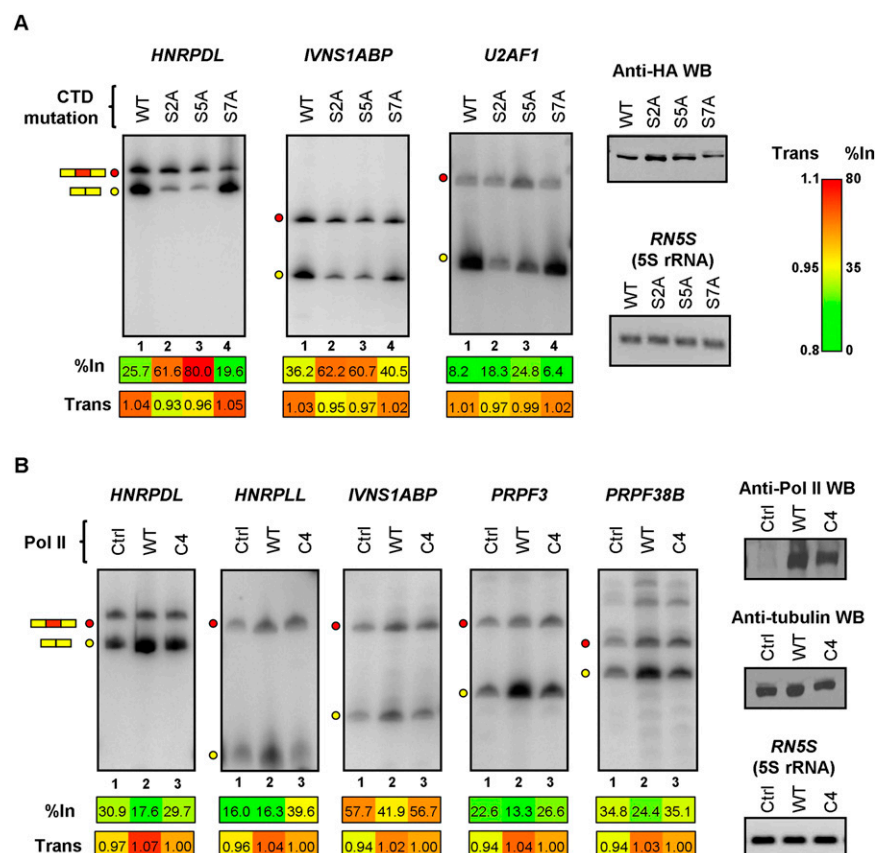 A
HNRPDL IVNS1ABP U2AF1
CTD
mutation
WT S2A S5A S7A WT S2A S5A S7A WT S2A S5A S7A
Anti-HA WB
WT S2A S5A S7A
RN5S
(5S rRNA)
WT S2A S5A S7A
Trans %In
1.1 80
0.95 35
0.8 0
1 2 3 4 1 2 3 4 1 2 3 4
%In 25.7 61.6 80.0 19.6 36.2 62.2 60.7 40.5 8.2 18.3 24.8 6.4
Trans 1.04 0.93 0.96 1.05 1.03 0.95 0.97 1.02 1.01 0.97 0.99 1.02
B
HNRPDL HNRPLL IVNS1ABP PRPF3 PRPF38B
Pol II
Ctrl WT C4 Ctrl WT C4 Ctrl WT C4 Ctrl WT C4 Ctrl WT C4
Anti-Pol II WB
Ctrl WT C4
Anti-tubulin WB
Ctrl WT C4
RN5S
(5S rRNA)
1 2 3 1 2 3 1 2 3 1 2 3 1 2 3
%In 30.9 17.6 29.7 16.0 16.3 39.6 57.7 41.9 56.7 22.6 13.3 26.6 34.8 24.4 35.1
Trans 0.97 1.07 1.00 0.96 1.04 1.00 0.94 1.02 1.00 0.94 1.04 1.00 0.94 1.03 1.00